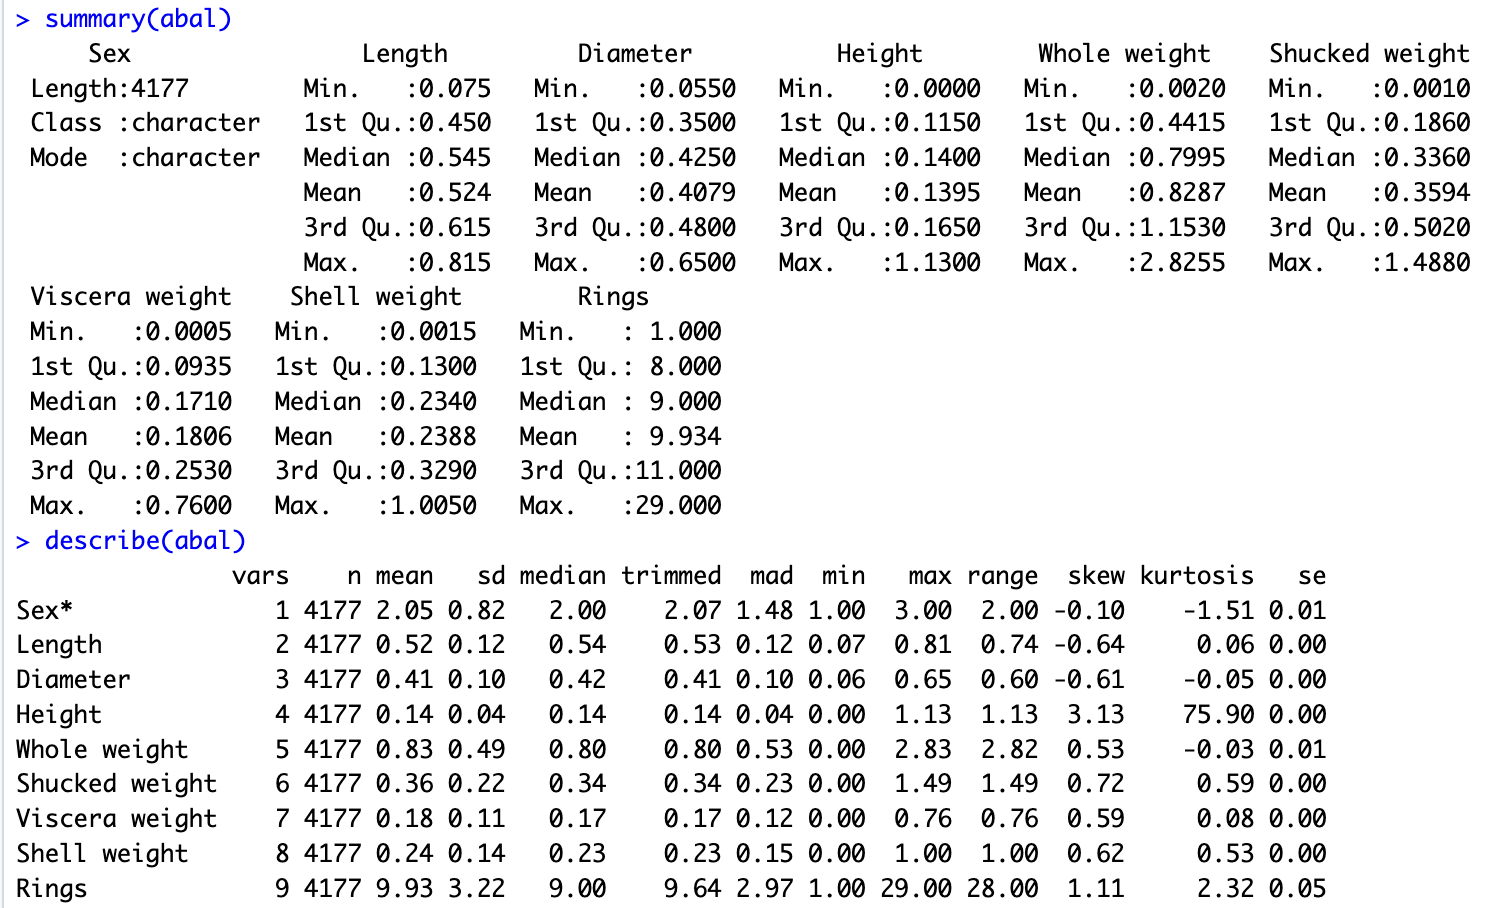 > summary(abal)
     Sex                Length         Diameter          Height        Whole weight    Shucked weight
 Length:4177        Min.   :0.075   Min.   :0.0550   Min.   :0.0000   Min.   :0.0020   Min.   :0.0010
 Class :character   1st Qu.:0.450   1st Qu.:0.3500   1st Qu.:0.1150   1st Qu.:0.4415   1st Qu.:0.1860
 Mode  :character   Median :0.545   Median :0.4250   Median :0.1400   Median :0.7995   Median :0.3360
                    Mean   :0.524   Mean   :0.4079   Mean   :0.1395   Mean   :0.8287   Mean   :0.3594
                    3rd Qu.:0.615   3rd Qu.:0.4800   3rd Qu.:0.1650   3rd Qu.:1.1530   3rd Qu.:0.5020
                    Max.   :0.815   Max.   :0.6500   Max.   :1.1300   Max.   :2.8255   Max.   :1.4880
 Viscera weight    Shell weight        Rings
 Min.   :0.0005   Min.   :0.0015   Min.   : 1.000
 1st Qu.:0.0935   1st Qu.:0.1300   1st Qu.: 8.000
 Median :0.1710   Median :0.2340   Median : 9.000
 Mean   :0.1806   Mean   :0.2388   Mean   : 9.934
 3rd Qu.:0.2530   3rd Qu.:0.3290   3rd Qu.:11.000
 Max.   :0.7600   Max.   :1.0050   Max.   :29.000
> describe(abal)
               vars    n mean   sd median trimmed  mad  min   max range  skew kurtosis   se
Sex*              1 4177 2.05 0.82   2.00    2.07 1.48 1.00  3.00  2.00 -0.10    -1.51 0.01
Length            2 4177 0.52 0.12   0.54    0.53 0.12 0.07  0.81  0.74 -0.64     0.06 0.00
Diameter          3 4177 0.41 0.10   0.42    0.41 0.10 0.06  0.65  0.60 -0.61    -0.05 0.00
Height            4 4177 0.14 0.04   0.14    0.14 0.04 0.00  1.13  1.13  3.13    75.90 0.00
Whole weight      5 4177 0.83 0.49   0.80    0.80 0.53 0.00  2.83  2.82  0.53    -0.03 0.01
Shucked weight    6 4177 0.36 0.22   0.34    0.34 0.23 0.00  1.49  1.49  0.72     0.59 0.00
Viscera weight    7 4177 0.18 0.11   0.17    0.17 0.12 0.00  0.76  0.76  0.59     0.08 0.00
Shell weight      8 4177 0.24 0.14   0.23    0.23 0.15 0.00  1.00  1.00  0.62     0.53 0.00
Rings             9 4177 9.93 3.22   9.00    9.64 2.97 1.00 29.00 28.00  1.11     2.32 0.05